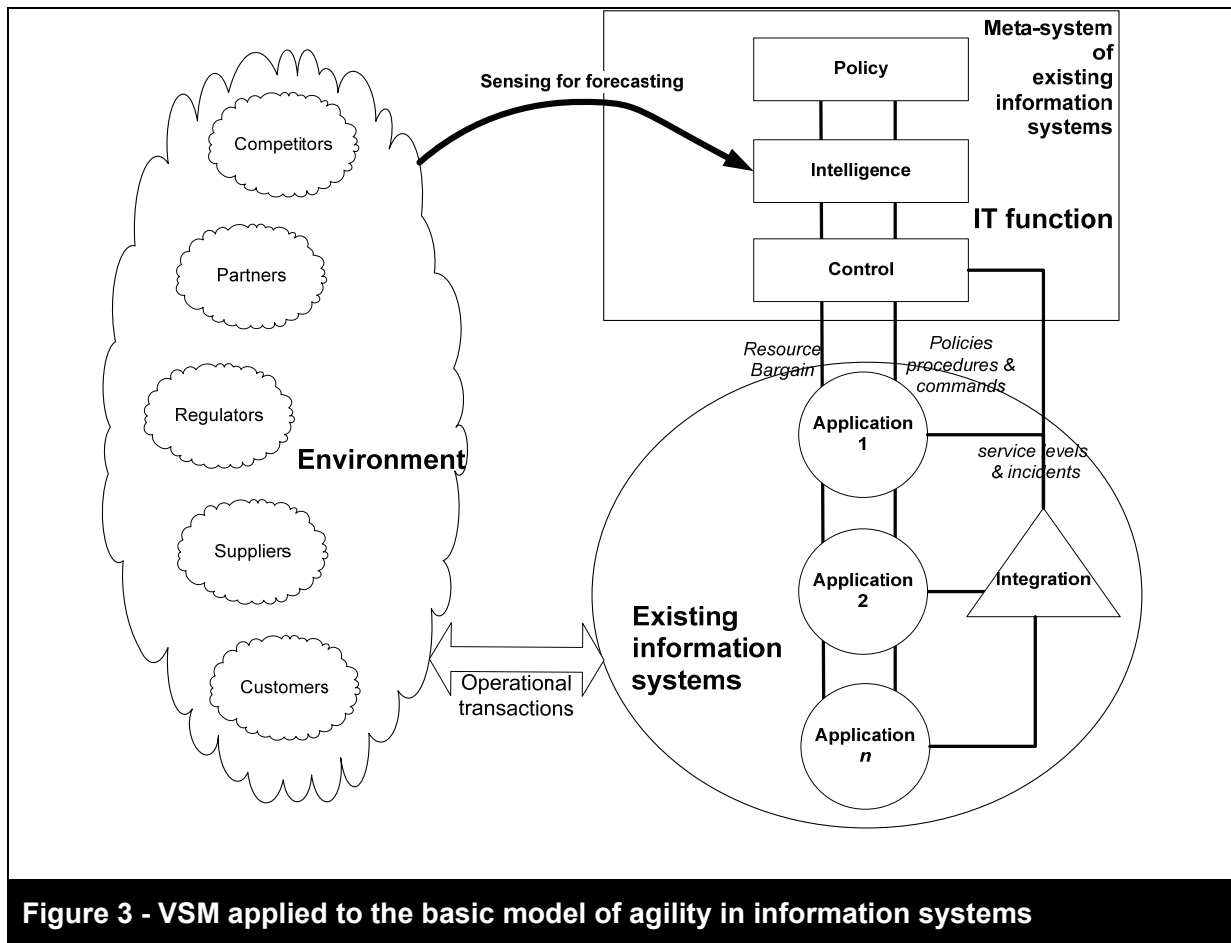 Meta-system
of
existing
information
systems
Policy
Sensing for forecasting
Competitors
Intelligence
IT function
Partners
Control
Resource
Bargain
Policies
procedures &
commands
Regulators
Application
1
service levels
& incidents
Environment
Suppliers
Application
2
Integration
Existing
information
systems
Customers
Operational
transactions
Application
n
Figure 3 - VSM applied to the basic model of agility in information systems